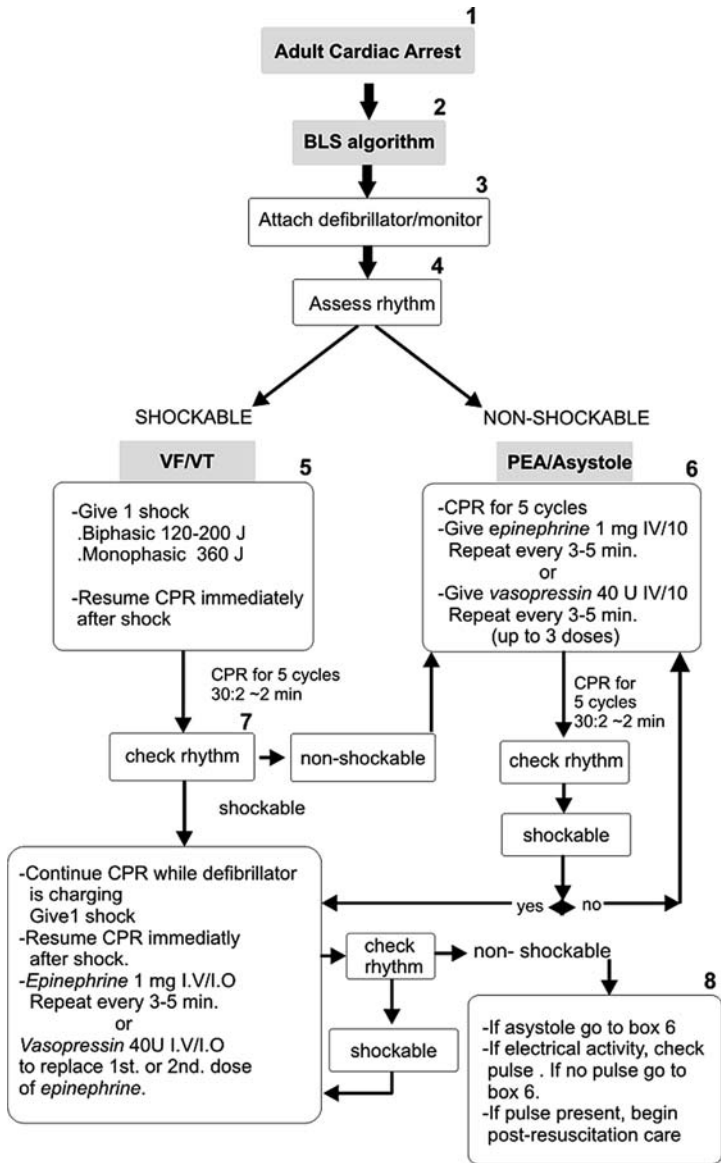 1
Adult Cardiac Arrest
2
BLS algorithm
3
Attach defibrillator/monitor
4
Assess rhythm
SHOCKABLE
NON-SHOCKABLE
VF/VT
5
-Give 1 shock
.Biphasic 120-200 J
.Monophasic 360 J
-Resume CPR immediately
after shock
PEA/Asystole
6
-CPR for 5 cycles
-Give epinephrine 1 mg IV/10
Repeat every 3-5 min.
or
-Give vasopressin 40 U IV/10
Repeat every 3-5 min.
(up to 3 doses)
CPR for 5 cycles
30:2 ~2 min
7
check rhythm
non-shockable
shockable
CPR for
5 cycles
30:2 ~2 min
check rhythm
shockable
yes
no
-Continue CPR while defibrillator
is charging
Give1 shock
-Resume CPR immediatly
after shock.
-Epinephrine 1 mg I.V/I.O
Repeat every 3-5 min.
or
Vasopressin 40U I.V/I.O
to replace 1st. or 2nd. dose
of epinephrine.
check
rhythm
non- shockable
shockable
8
-If asystole go to box 6
-If electrical activity, check
pulse . If no pulse go to
box 6.
-If pulse present, begin
post-resuscitation care